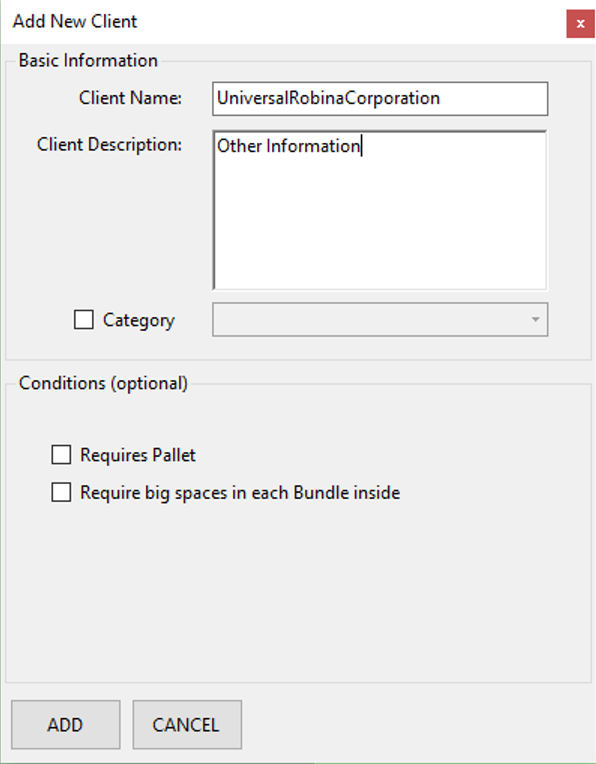 Add New Client
x
Basic Information
Client Name: UniversalRobinaCorporation
Client Description: Other Information
Category
Conditions (optional)
Requires Pallet
Require big spaces in each Bundle inside
ADD CANCEL